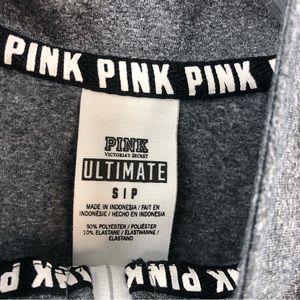 PINK PINK PINK
PINK
VICTORIA'S SECRET
ULTIMATE
S | P
MADE IN INDONESIA / FAIT EN
INDONÉSIE / HECHO EN INDONESIA
90% POLYESTER / POLIÉSTER
10% ELASTANE / ÉLASTHANNE /
ELASTANO
PINK PINK